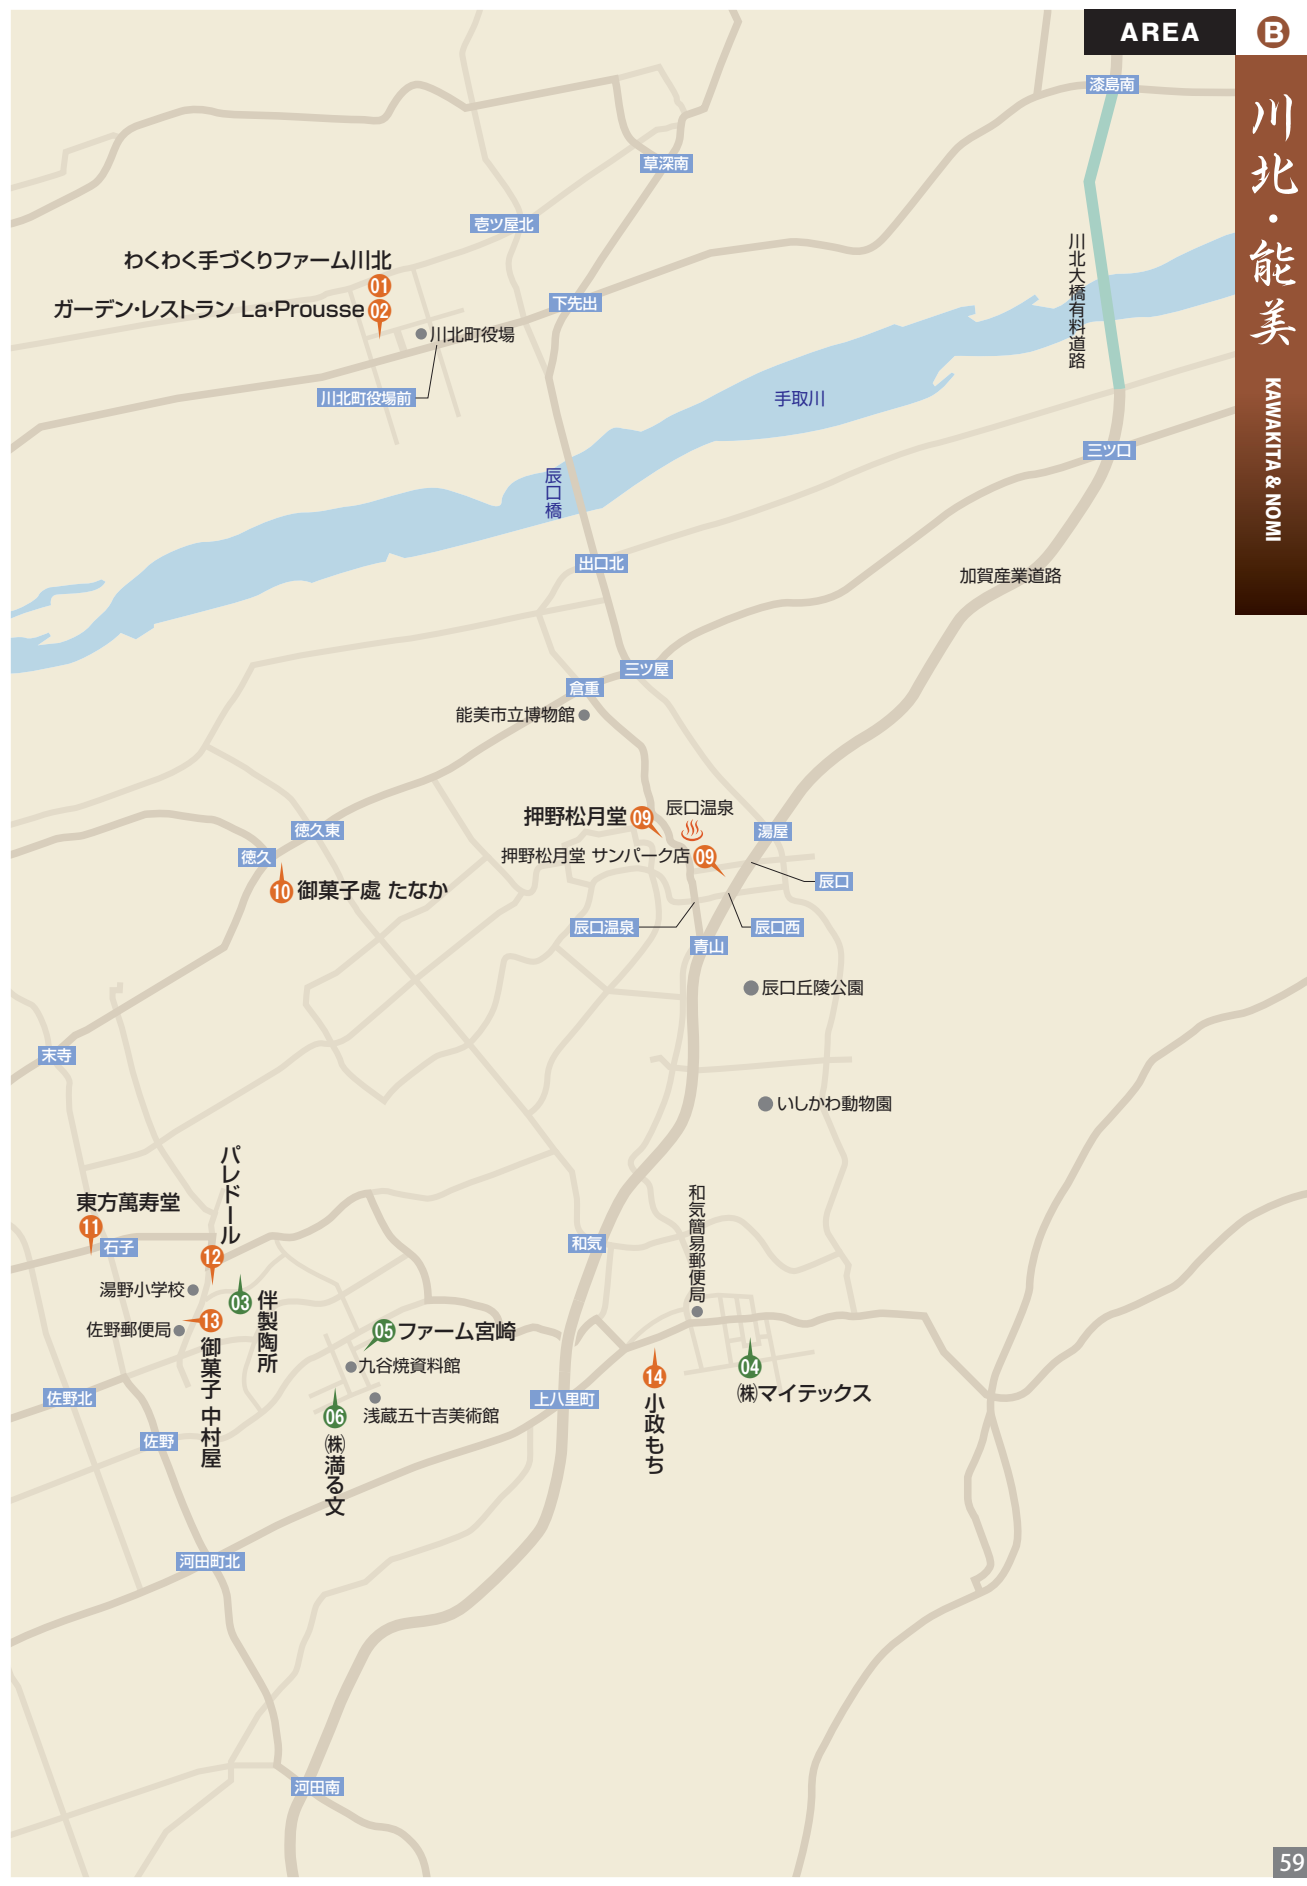 AREA B
川北・能美
KAWAKITA & NOMI
漆島南
草深南
壱ツ屋北
わくわく手づくりファーム川北
01
ガーデン・レストラン La・Prousse 02
下先出
川北町役場
川北町役場前
川北大橋有料道路
手取川
三ツ口
辰口橋
出口北
加賀産業道路
三ツ屋
倉重
能美市立博物館
押野松月堂 09
辰口温泉
徳久東
湯屋
徳久
押野松月堂 サンパーク店 09
辰口
10 御菓子處 たなか
辰口温泉
辰口西
青山
辰口丘陵公園
末寺
いしかわ動物園
パレドール
12
東方萬寿堂
11
石子
和気
和気簡易郵便局
湯野小学校
03
伴製陶所
佐野郵便局
13
御菓子 中村屋
05 ファーム宮崎
九谷焼資料館
浅蔵五十吉美術館
06
㈱満る文
上八里町
14
小政もち
04
㈱マイテックス
佐野北
佐野
河田町北
河田南
59